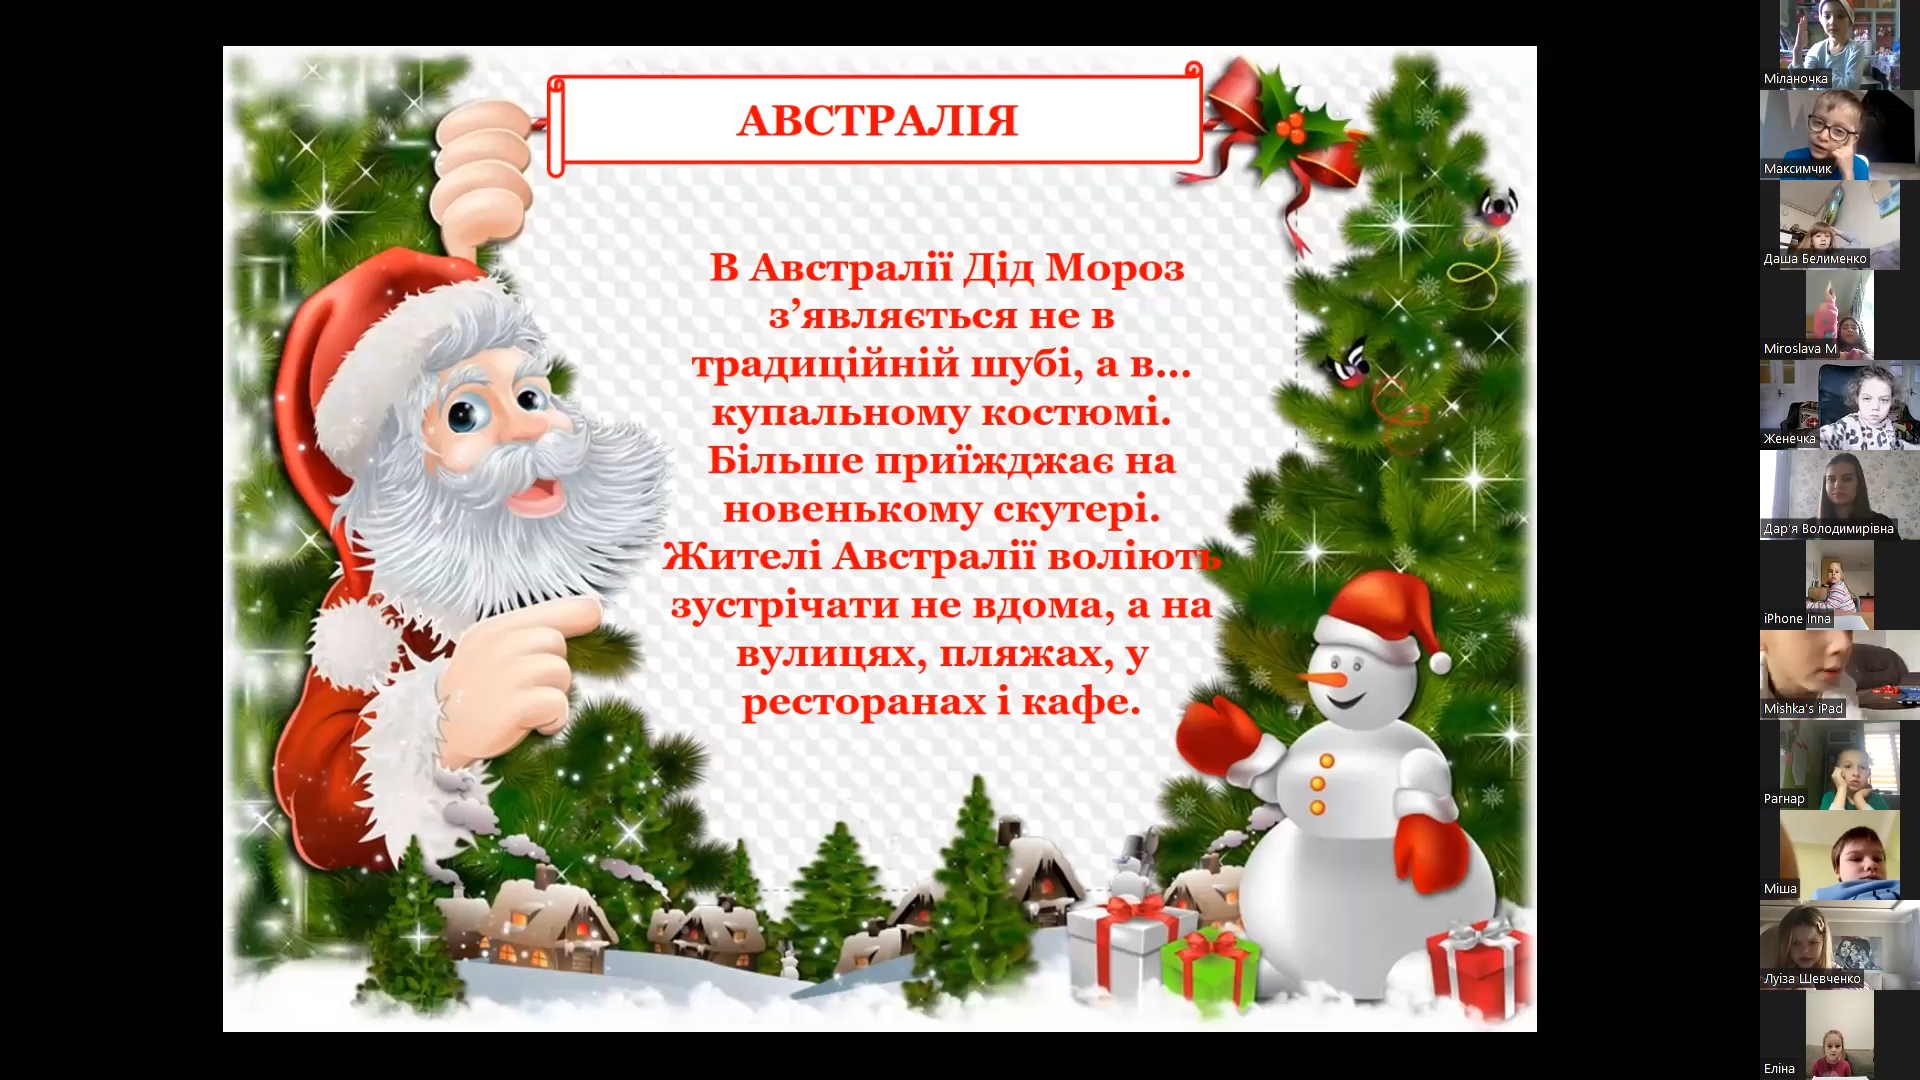 АВСТРАЛІЯ
В Австралії Дід Мороз
з’являється не в
традиційній шубі, а в...
купальному костюмі.
Більше приїжджає на
новенькому скутері.
Жителі Австралії воліють
зустрічати не вдома, а на
вулицях, пляжах, у
ресторанах і кафе.
Міланочка
Максимчик
Даша Белименко
Miroslava M
Женечка
Дар'я Володимирівна
iPhone Inna
Mishka's iPad
Рагнар
Міша
Луїза Шевченко
Еліна